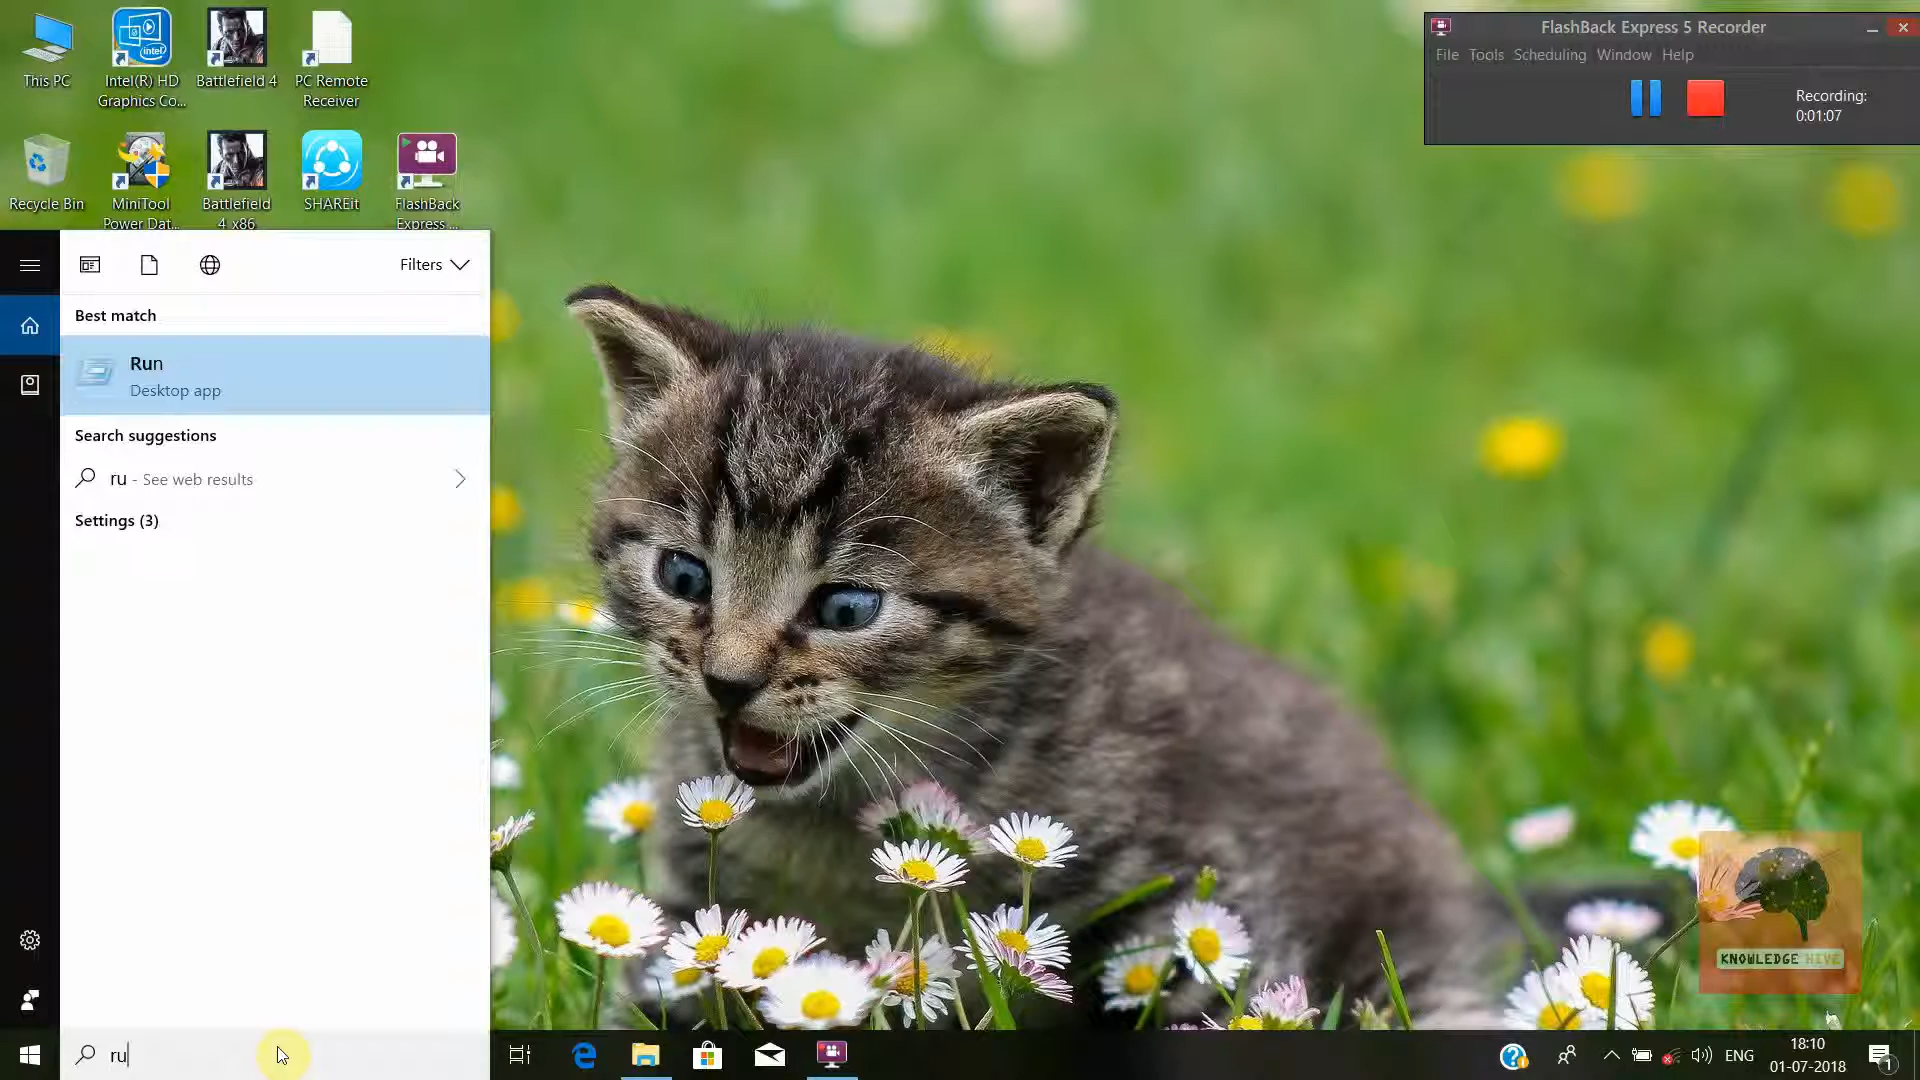 This PC
Intel(R) HD
Graphics Co...
intel
Battlefield 4
PC Remote
Receiver
Recycle Bin
MiniTool
Power Dat...
Battlefield
4 x86
SHAREit
FlashBack
Express ...
FlashBack Express 5 Recorder
File Tools Scheduling Window Help
Recording:
0:01:07
Filters
Best match
Run
Desktop app
Search suggestions
ru - See web results
Settings (3)
KNOWLEDGE HIVE
ru
ENG
18:10
01-07-2018
1